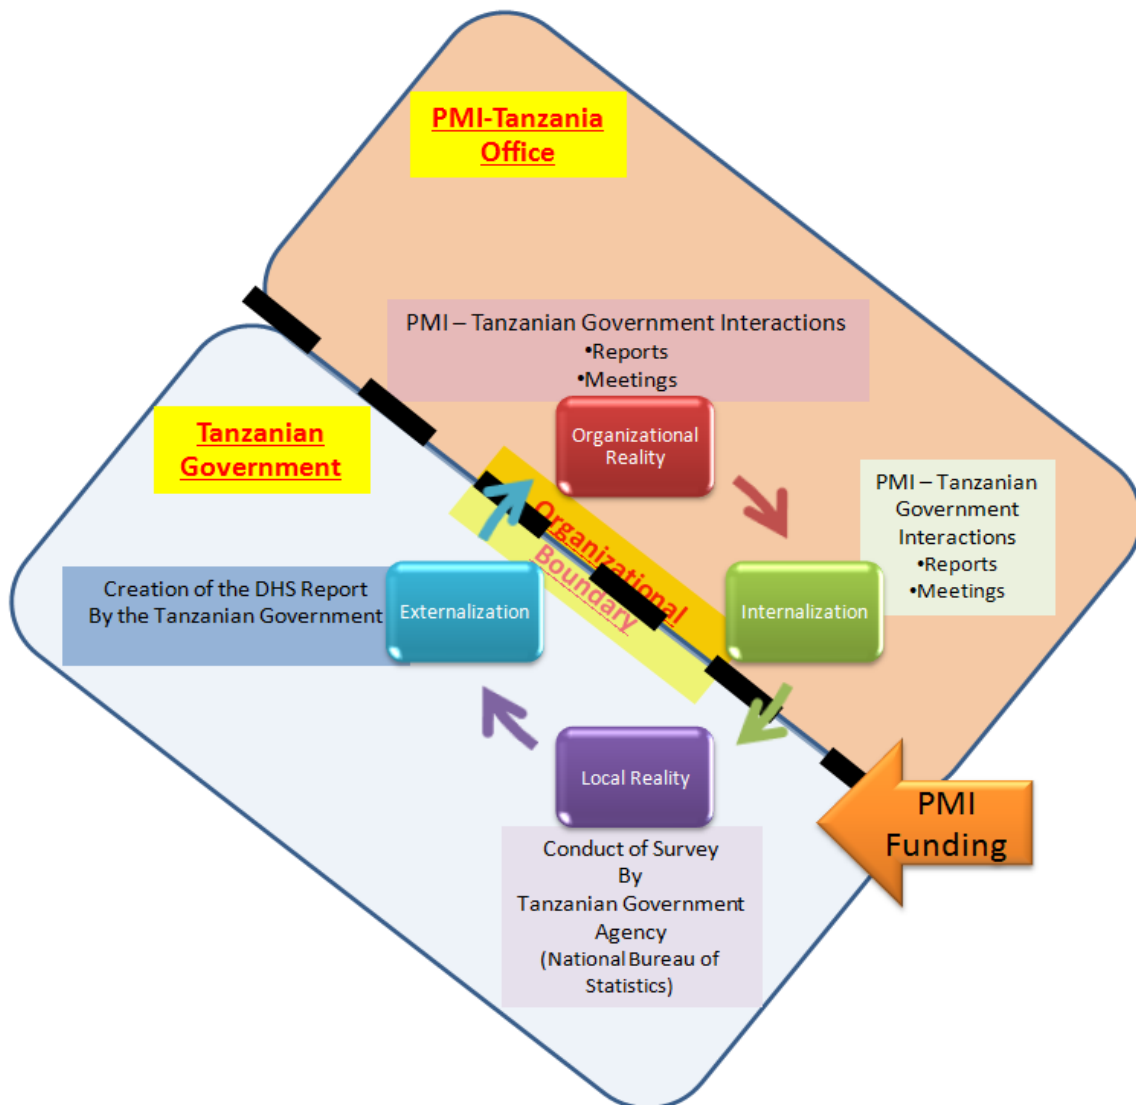 PMI-Tanzania
Office
PMI – Tanzanian Government Interactions
•Reports
•Meetings
Organizational
Reality
Tanzanian
Government
PMI – Tanzanian
Government
Interactions
•Reports
•Meetings
Organizational
Boundary
Creation of the DHS Report
By the Tanzanian Government
Externalization
Internalization
Local Reality
PMI
Funding
Conduct of Survey
By
Tanzanian Government
Agency
(National Bureau of
Statistics)